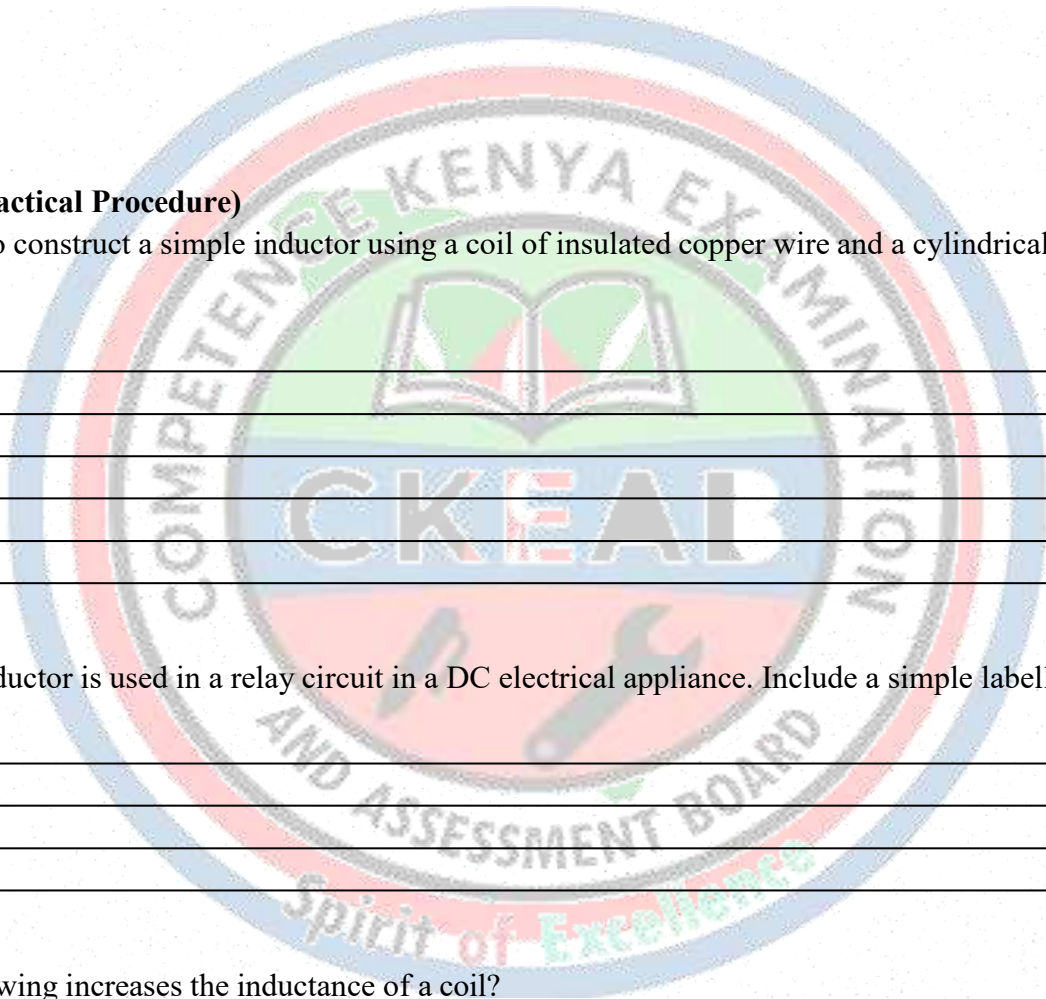 actical Procedure)
o construct a simple inductor using a coil of insulated copper wire and a cylindrical
COMPETENCE KENYA EXAMINATION
CKEAB
ductor is used in a relay circuit in a DC electrical appliance. Include a simple labell
AND ASSESSMENT BOARD
Spirit of Excellence
wing increases the inductance of a coil?